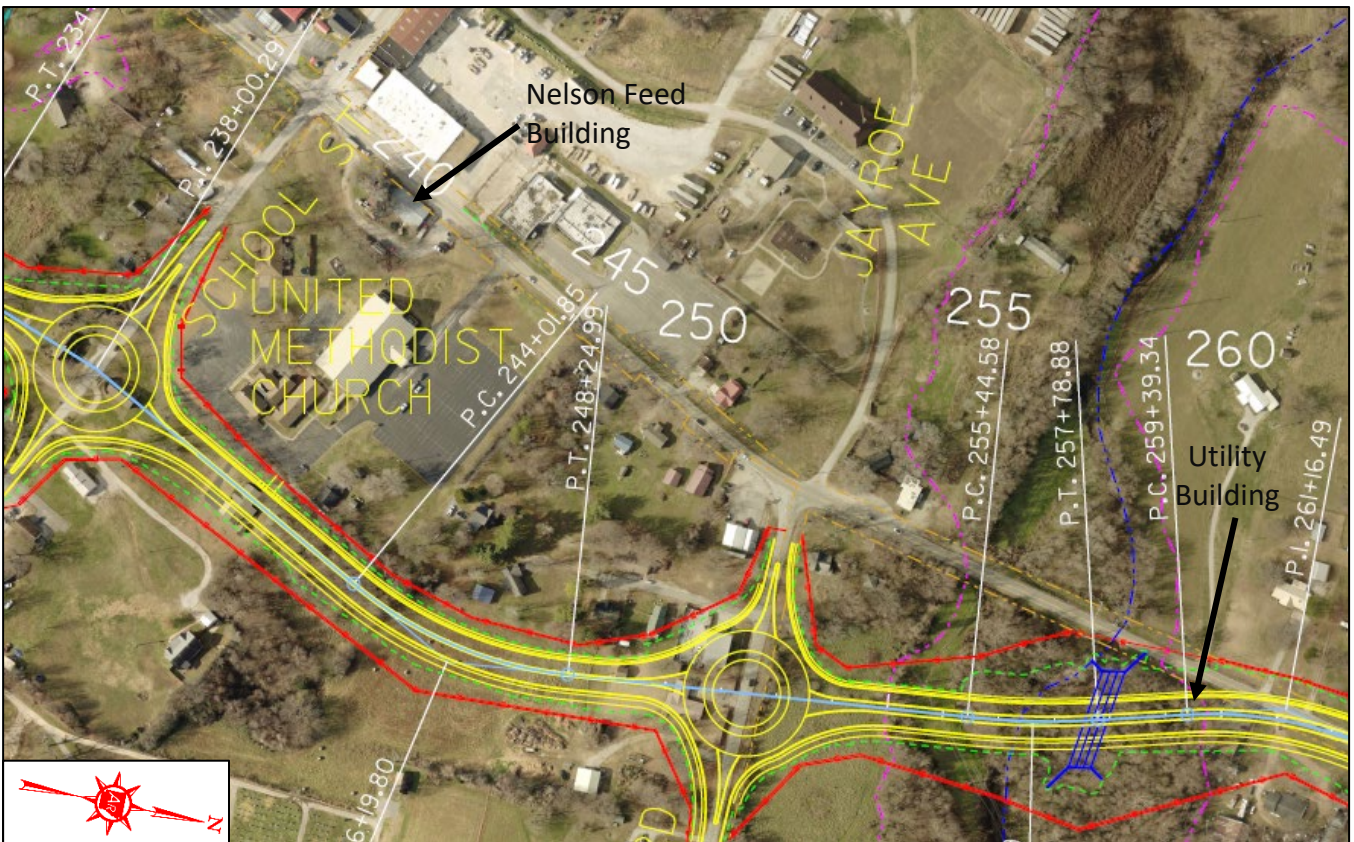 P.T. 234+
P.I. 238+00.29
SCHOOL ST
240
Nelson Feed
Building
JAYROE
AVE
UNITED
METHODIST
CHURCH
245
250
255
260
P.C. 244+01.85
P.T. 248+24.99
P.C. 255+44.58
P.T. 257+78.88
P.C. 259+39.34
Utility
Building
P.I. 261+16.49
6+19.80
D
AR
N